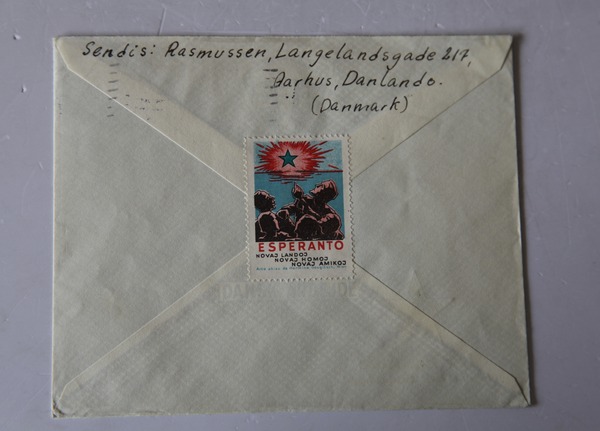 Sendis: Rasmussen, Langelandsgade 217,
Aarhus, Danlando.
(Danmark)
ESPERANTO
NOVAJ LANDOJ
NOVAJ HOMOJ
NOVAJ AMIKOJ